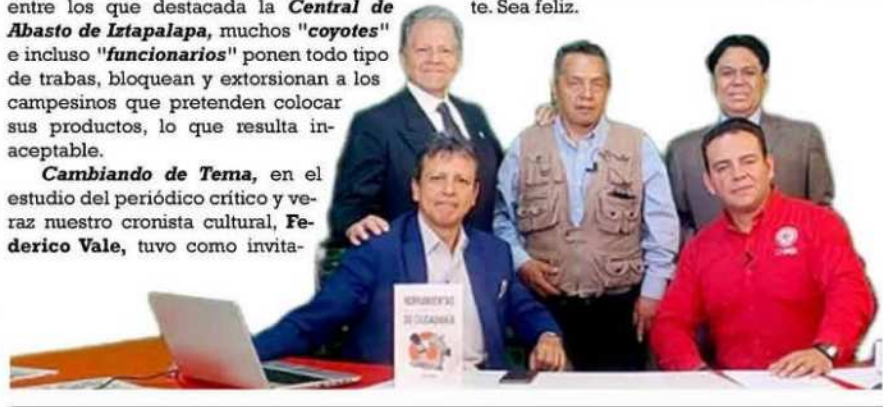 entre los que destacada la Central de
Abasto de Iztapalapa, muchos "coyotes"
e incluso "funcionarios" ponen todo tipo
de trabas, bloquean y extorsionan a los
campesinos que pretenden colocar
sus productos, lo que resulta in-
aceptable.
Cambiando de Tema, en el
estudio del periódico crítico y ve-
raz nuestro cronista cultural, Fe-
derico Vale, tuvo como invita-
te. Sea feliz.
HERRAMIENTAS
DE CIUDADANÍA